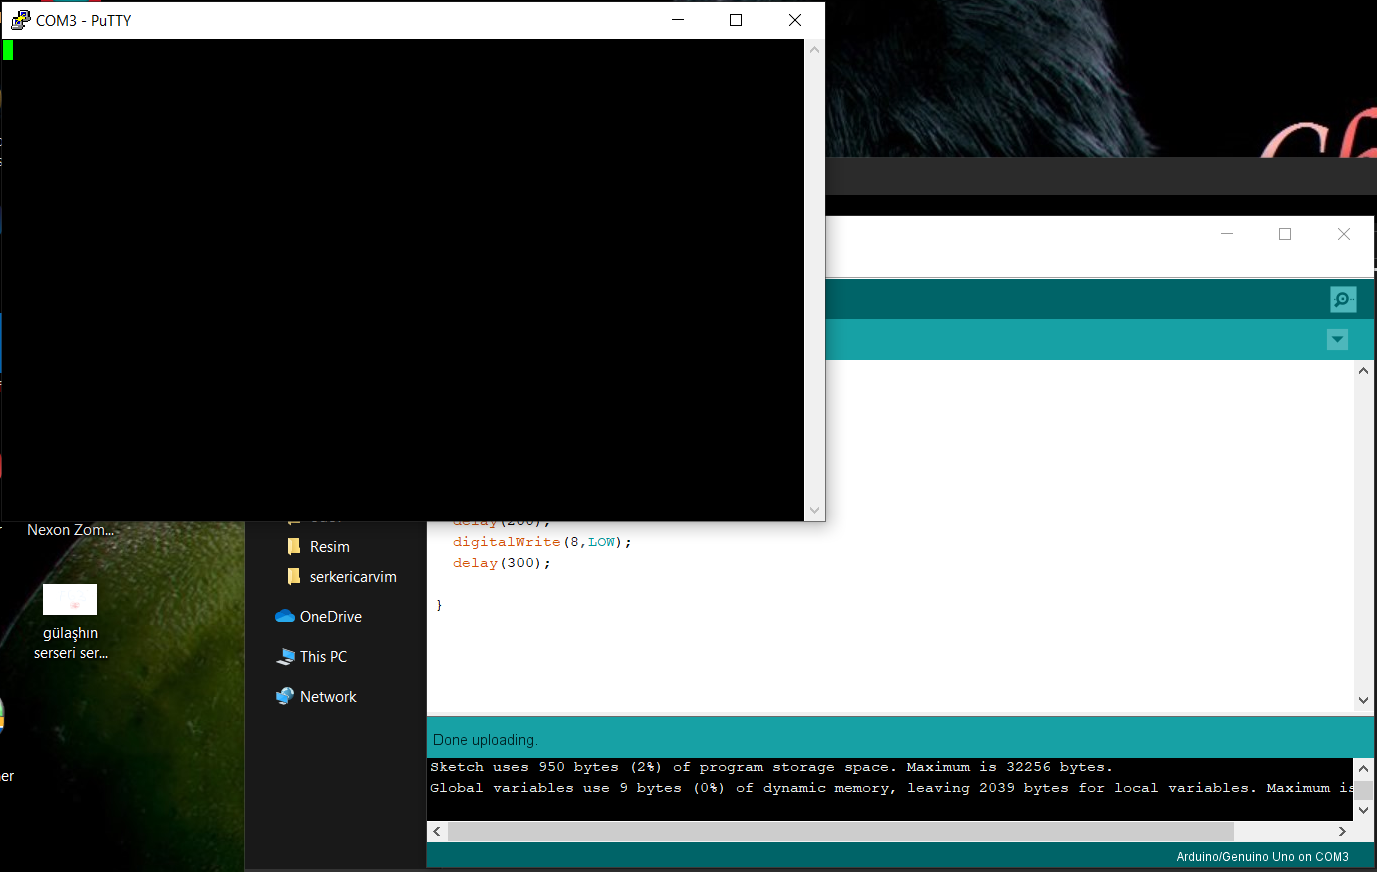 COM3 - PuTTY
delay(200);
digitalWrite(8,LOW);
delay(300);
}
Nexon Zom...
Resim
serkericarvim
OneDrive
gülaşhın
serseri ser...
This PC
Network
Done uploading.
Sketch uses 950 bytes (2%) of program storage space. Maximum is 32256 bytes.
Global variables use 9 bytes (0%) of dynamic memory, leaving 2039 bytes for local variables. Maximum is
Arduino/Genuino Uno on COM3